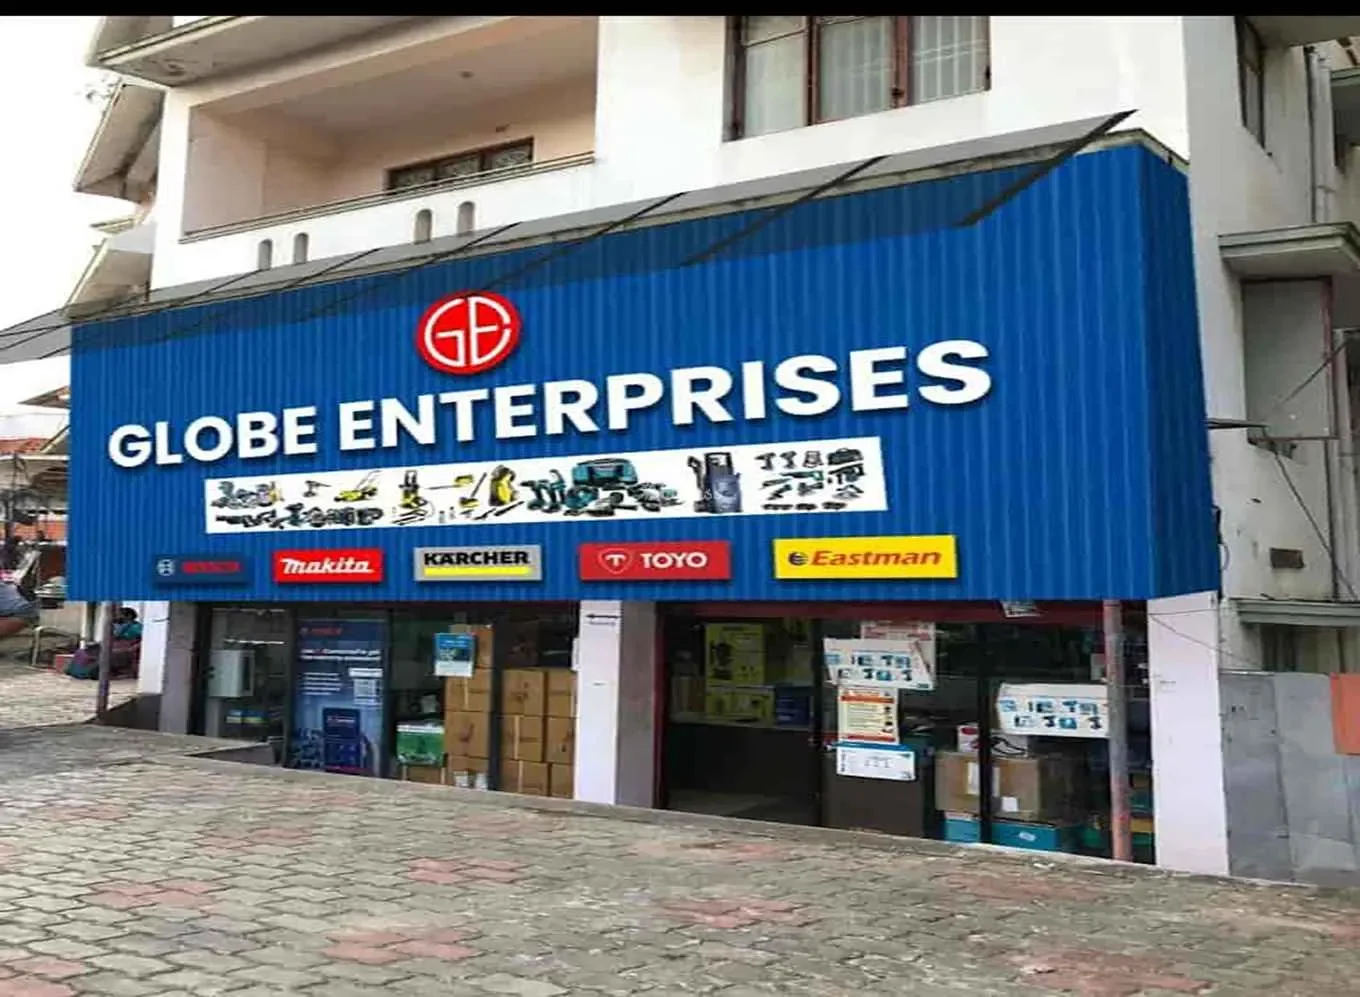 GE
GLOBE ENTERPRISES
BOSCH
makita
KÄRCHER
TOYO
Eastman